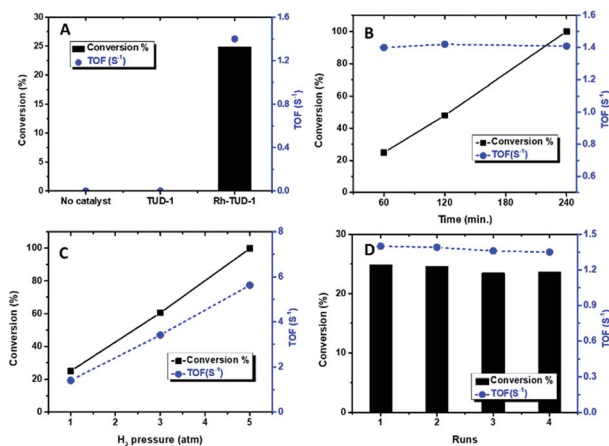 A
Conversion %
TOF (S⁻¹)
Conversion (%)
30
25
20
15
10
5
0
TOF (S⁻¹)
1.6
1.2
0.8
0.4
0.0
No catalyst TUD-1 Rh-TUD-1
B
Conversion %
TOF(S⁻¹)
Conversion (%)
100
80
60
40
20
0
TOF (S⁻¹)
1.6
1.4
1.2
1.0
0.8
0.6
60 120 180 240
Time (min.)
C
Conversion %
TOF(S⁻¹)
Conversion (%)
100
80
60
40
20
0
TOF (S⁻¹)
8
6
4
2
0
1 2 3 4 5
H₂ pressure (atm)
D
Conversion %
TOF(S⁻¹)
Conversion (%)
30
20
10
0
TOF (S⁻¹)
1.5
1.2
0.9
0.6
0.3
0.0
1 2 3 4
Runs